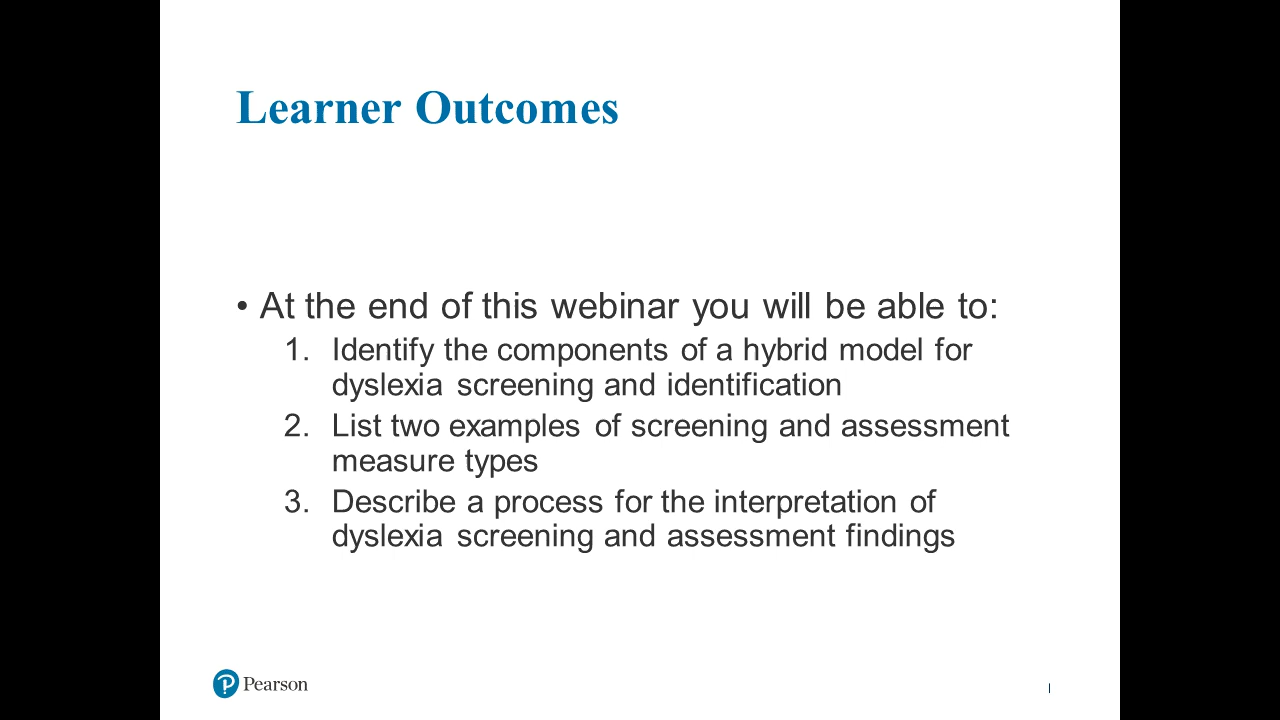 Learner Outcomes
• At the end of this webinar you will be able to:
1. Identify the components of a hybrid model for
dyslexia screening and identification
2. List two examples of screening and assessment
measure types
3. Describe a process for the interpretation of
dyslexia screening and assessment findings
Pearson